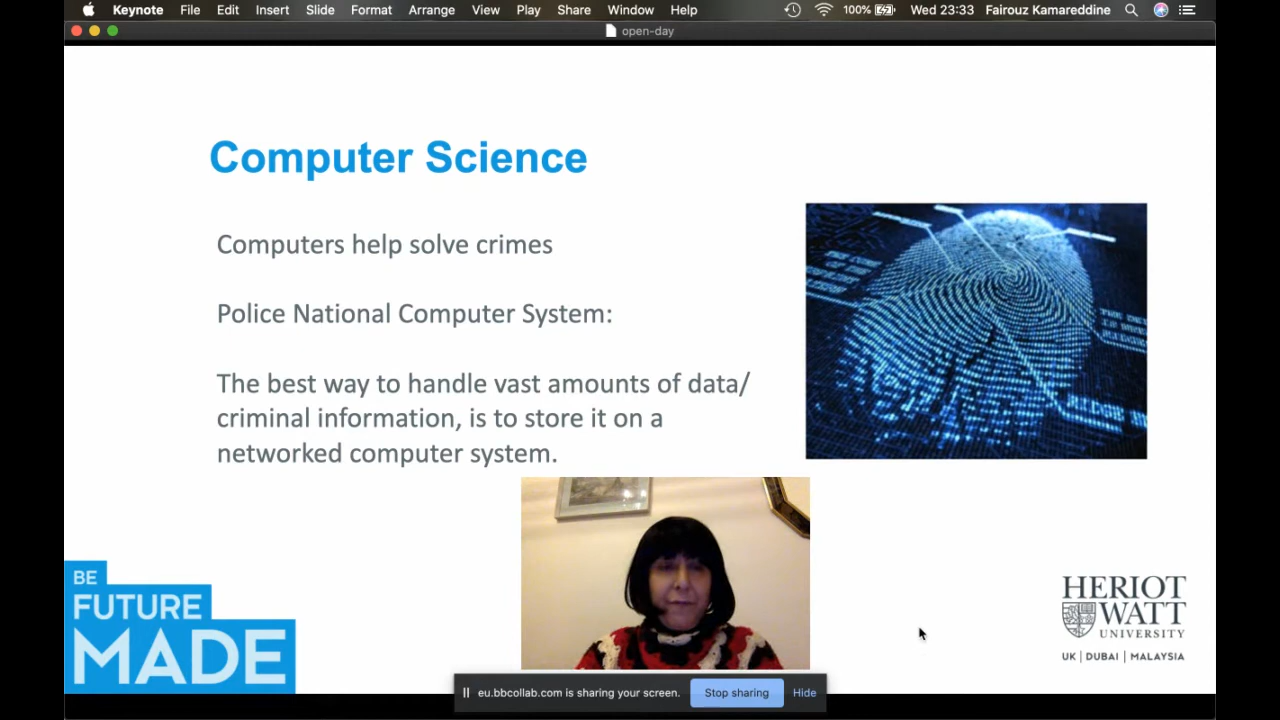 Keynote File Edit Insert Slide Format Arrange View Play Share Window Help 100% Wed 23:33 Fairouz Kamareddine
open-day
Computer Science
Computers help solve crimes
Police National Computer System:
The best way to handle vast amounts of data/
criminal information, is to store it on a
networked computer system.
BE
FUTURE
MADE
HERIOT
WATT
UNIVERSITY
UK | DUBAI | MALAYSIA
eu.bbcollab.com is sharing your screen. Stop sharing Hide